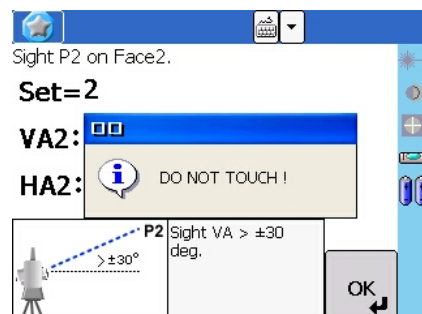 Sight P2 on Face2.
Set=2
VA2:
□□
HA2:
DO NOT TOUCH !
P2
>±30°
Sight VA > ±30
deg.
OK